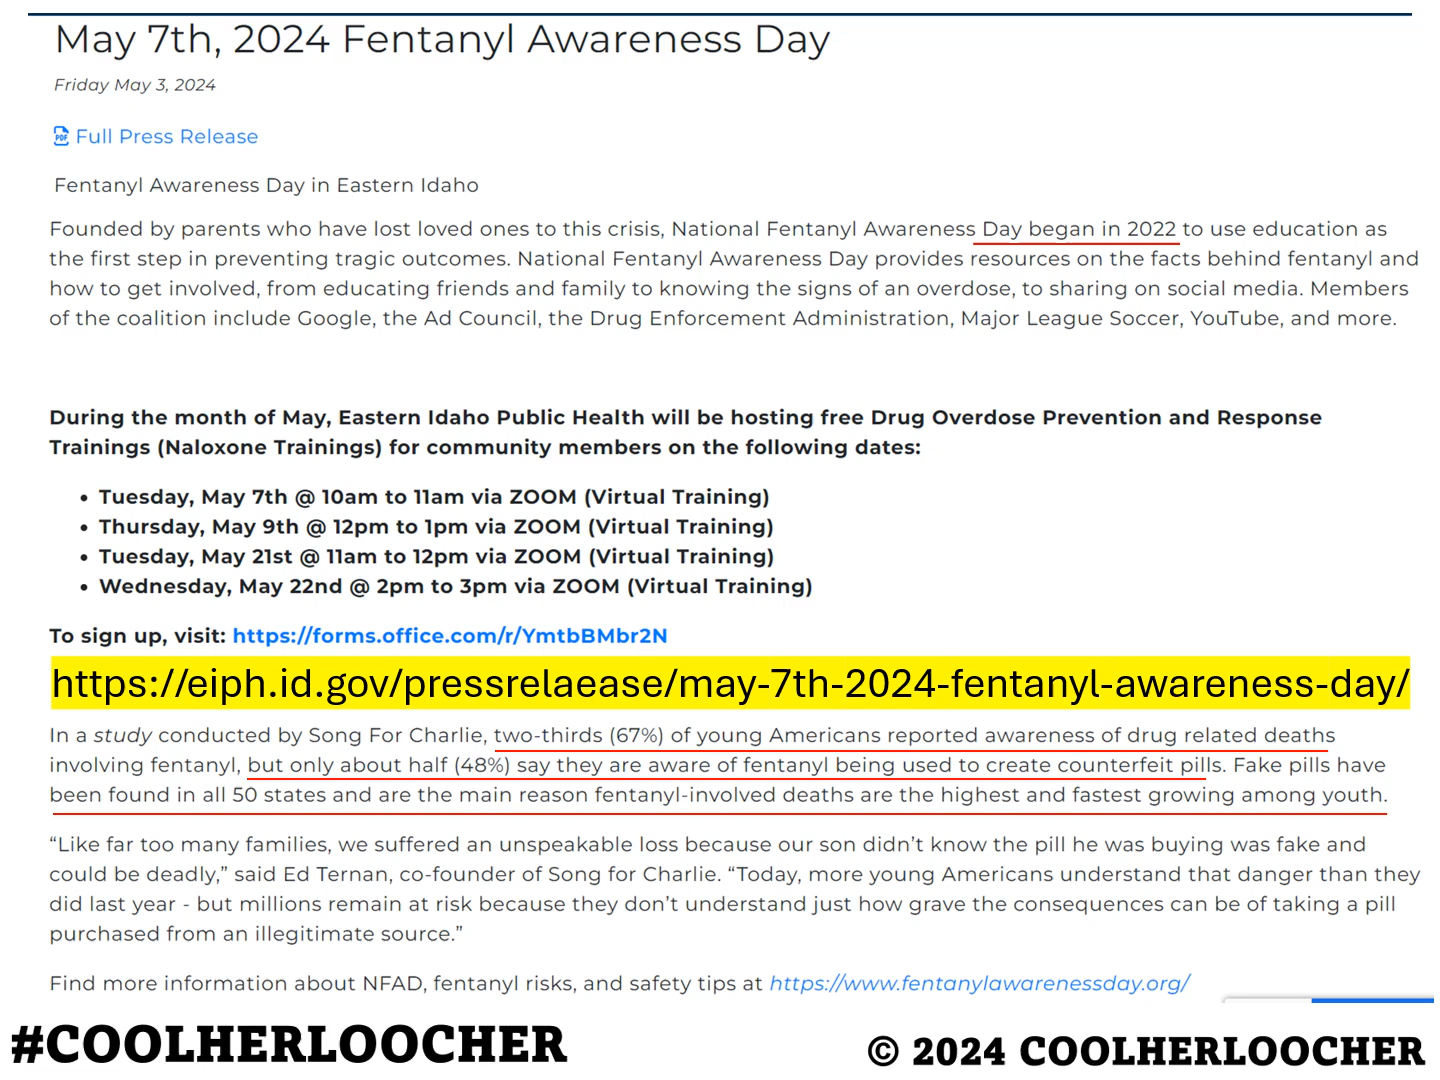 May 7th, 2024 Fentanyl Awareness Day
Friday May 3, 2024
PDF Full Press Release
Fentanyl Awareness Day in Eastern Idaho
Founded by parents who have lost loved ones to this crisis, National Fentanyl Awareness Day began in 2022 to use education as
the first step in preventing tragic outcomes. National Fentanyl Awareness Day provides resources on the facts behind fentanyl and
how to get involved, from educating friends and family to knowing the signs of an overdose, to sharing on social media. Members
of the coalition include Google, the Ad Council, the Drug Enforcement Administration, Major League Soccer, YouTube, and more.
During the month of May, Eastern Idaho Public Health will be hosting free Drug Overdose Prevention and Response
Trainings (Naloxone Trainings) for community members on the following dates:
• Tuesday, May 7th @ 10am to 11am via ZOOM (Virtual Training)
• Thursday, May 9th @ 12pm to 1pm via ZOOM (Virtual Training)
• Tuesday, May 21st @ 11am to 12pm via ZOOM (Virtual Training)
• Wednesday, May 22nd @ 2pm to 3pm via ZOOM (Virtual Training)
To sign up, visit: https://forms.office.com/r/YmtbBMbr2N
https://eiph.id.gov/pressrelaease/may-7th-2024-fentanyl-awareness-day/
In a study conducted by Song For Charlie, two-thirds (67%) of young Americans reported awareness of drug related deaths
involving fentanyl, but only about half (48%) say they are aware of fentanyl being used to create counterfeit pills. Fake pills have
been found in all 50 states and are the main reason fentanyl-involved deaths are the highest and fastest growing among youth.
“Like far too many families, we suffered an unspeakable loss because our son didn’t know the pill he was buying was fake and
could be deadly,” said Ed Ternan, co-founder of Song for Charlie. “Today, more young Americans understand that danger than they
did last year - but millions remain at risk because they don’t understand just how grave the consequences can be of taking a pill
purchased from an illegitimate source.”
Find more information about NFAD, fentanyl risks, and safety tips at https://www.fentanylawarenessday.org/
#COOLHERLOOCHER
© 2024 COOLHERLOOCHER